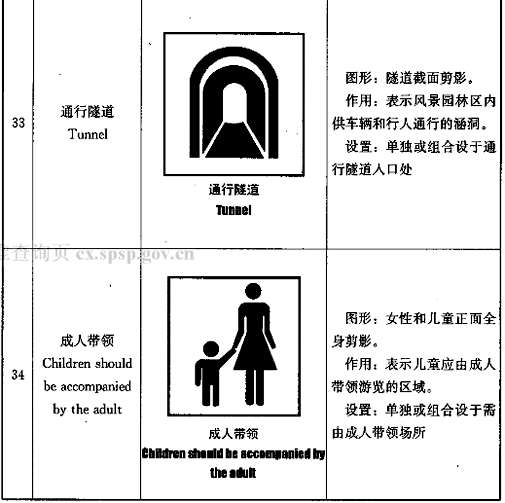 33
通行隧道
Tunnel
通行隧道
Tunnel
图形：隧道截面剪影。
作用：表示风景园林区内
供车辆和行人通行的涵洞。
设置：单独或组合设于通
行隧道入口处
查询页 cx.spsp.gov.cn
34
成人带领
Children should
be accompanied
by the adult
成人带领
Children should be accompanied by
the adult
图形：女性和儿童正面全
身剪影。
作用：表示儿童应由成人
带领游览的区域。
设置：单独或组合设于需
由成人带领场所